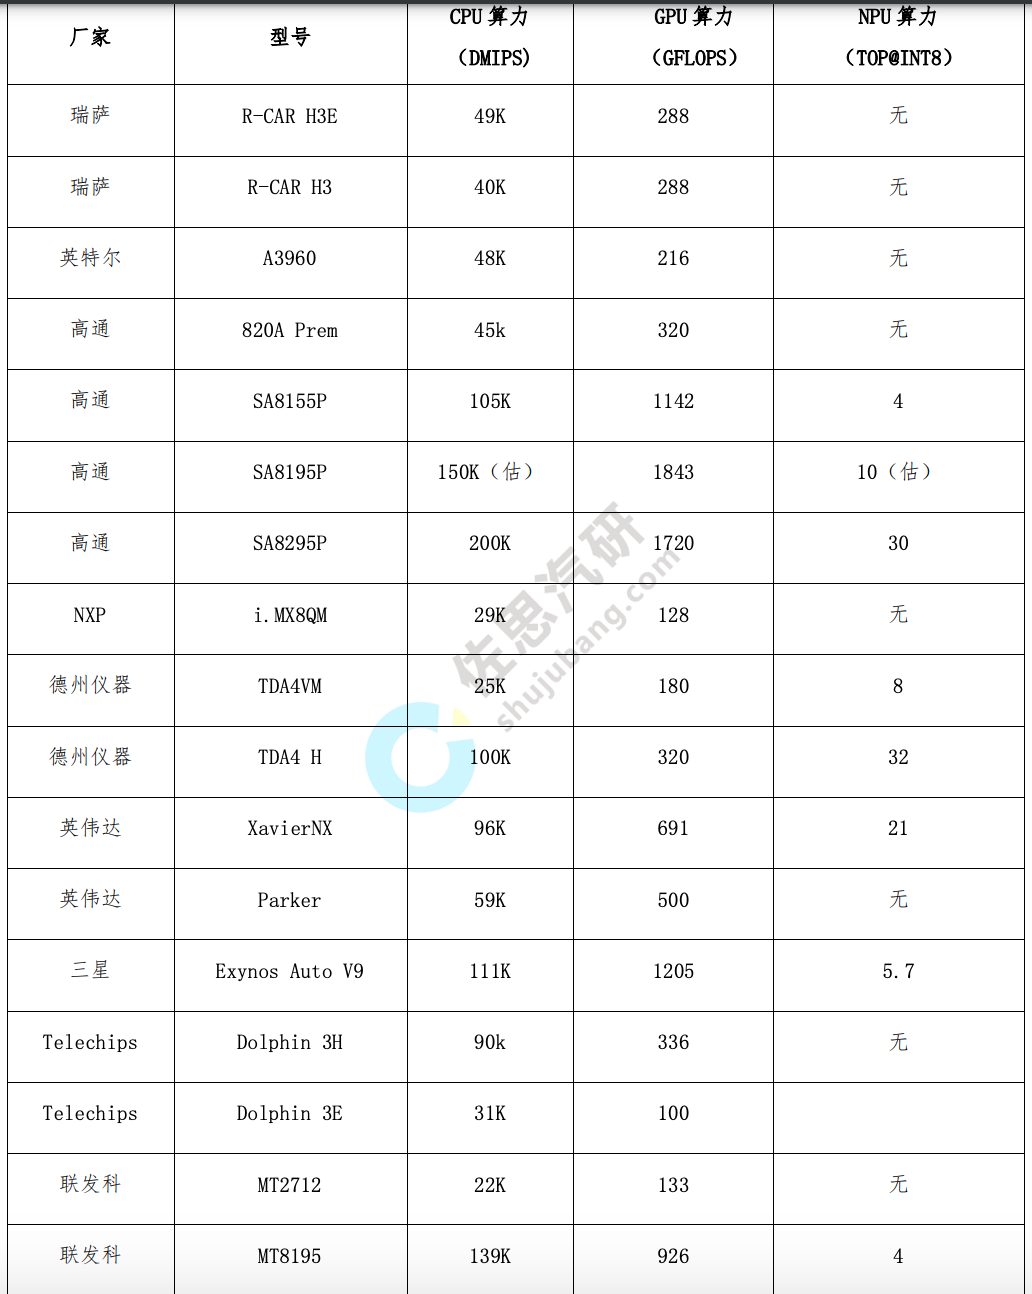 厂家 型号 CPU 算力 (DMIPS) GPU 算力 (GFLOPS) NPU 算力 (TOP@INT8)
瑞萨 R-CAR H3E 49K 288 无
瑞萨 R-CAR H3 40K 288 无
英特尔 A3960 48K 216 无
高通 820A Prem 45k 320 无
高通 SA8155P 105K 1142 4
高通 SA8195P 150K（估） 1843 10（估）
高通 SA8295P 200K 1720 30
NXP i.MX8QM 29K 128 无
德州仪器 TDA4VM 25K 180 8
德州仪器 TDA4 H 100K 320 32
英伟达 XavierNX 96K 691 21
英伟达 Parker 59K 500 无
三星 Exynos Auto V9 111K 1205 5.7
Telechips Dolphin 3H 90k 336 无
Telechips Dolphin 3E 31K 100
联发科 MT2712 22K 133 无
联发科 MT8195 139K 926 4
佐思汽研
shujubang.com